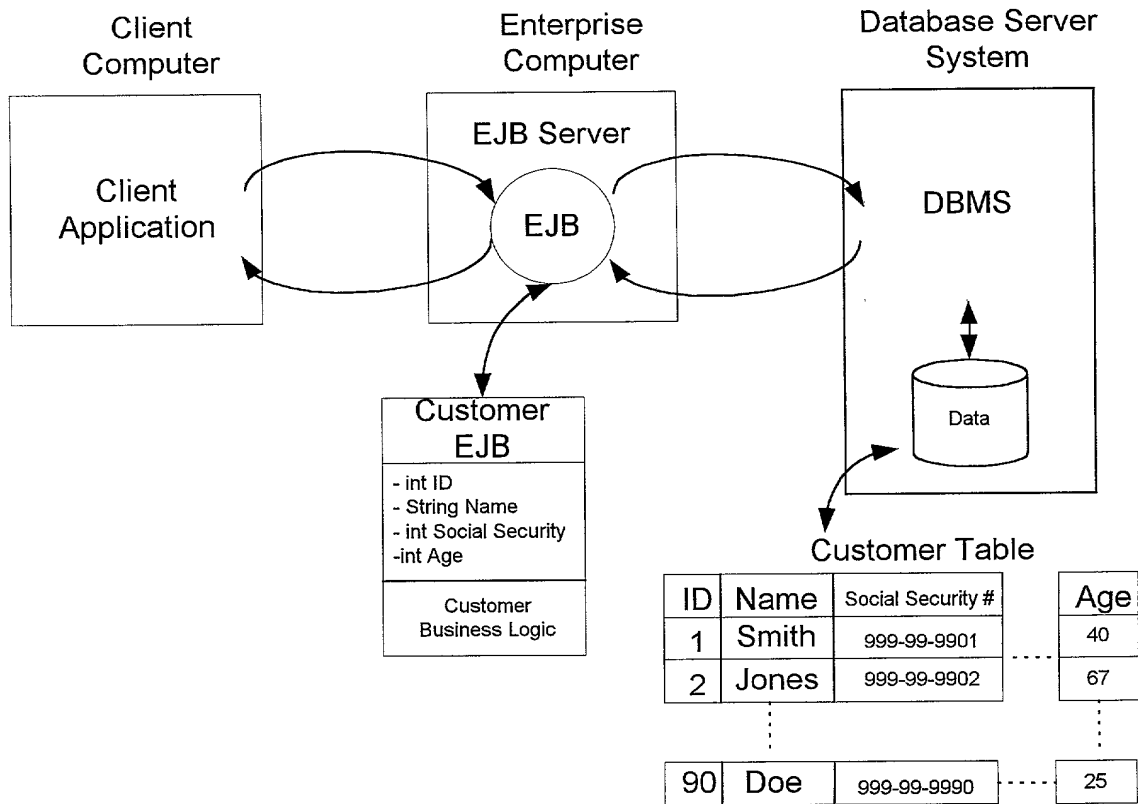 Client
Computer
Enterprise
Computer
Database Server
System
Client
Application
EJB Server
EJB
DBMS
Data
Customer
EJB
- int ID
- String Name
- int Social Security
-int Age
Customer
Business Logic
Customer Table
ID Name Social Security # Age
1 Smith 999-99-9901 40
2 Jones 999-99-9902 67
90 Doe 999-99-9990 25